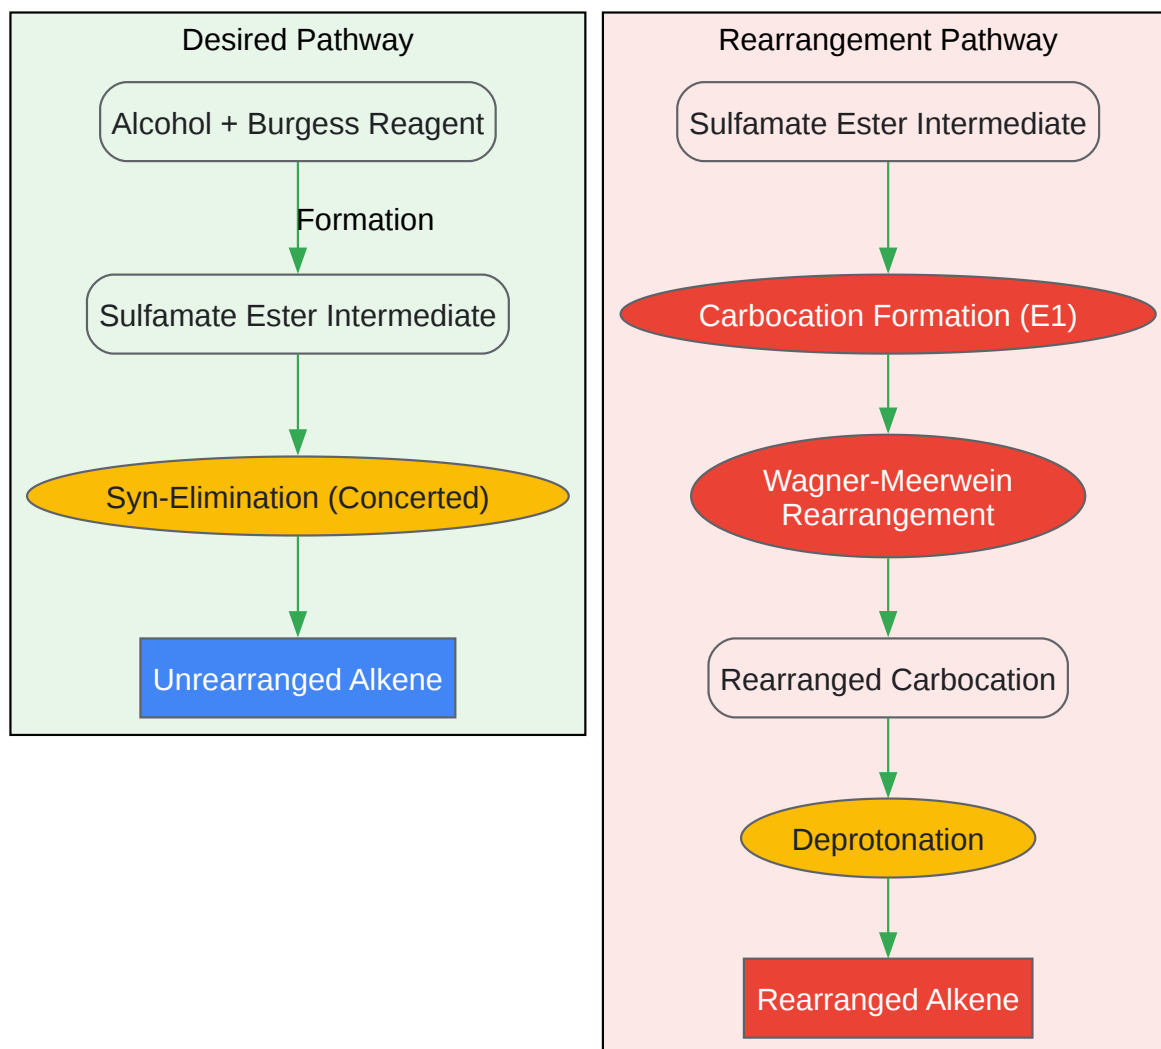 Desired Pathway
Alcohol + Burgess Reagent
Formation
Sulfamate Ester Intermediate
Syn-Elimination (Concerted)
Unrearranged Alkene
Rearrangement Pathway
Sulfamate Ester Intermediate
Carbocation Formation (E1)
Wagner-Meerwein
Rearrangement
Rearranged Carbocation
Deprotonation
Rearranged Alkene